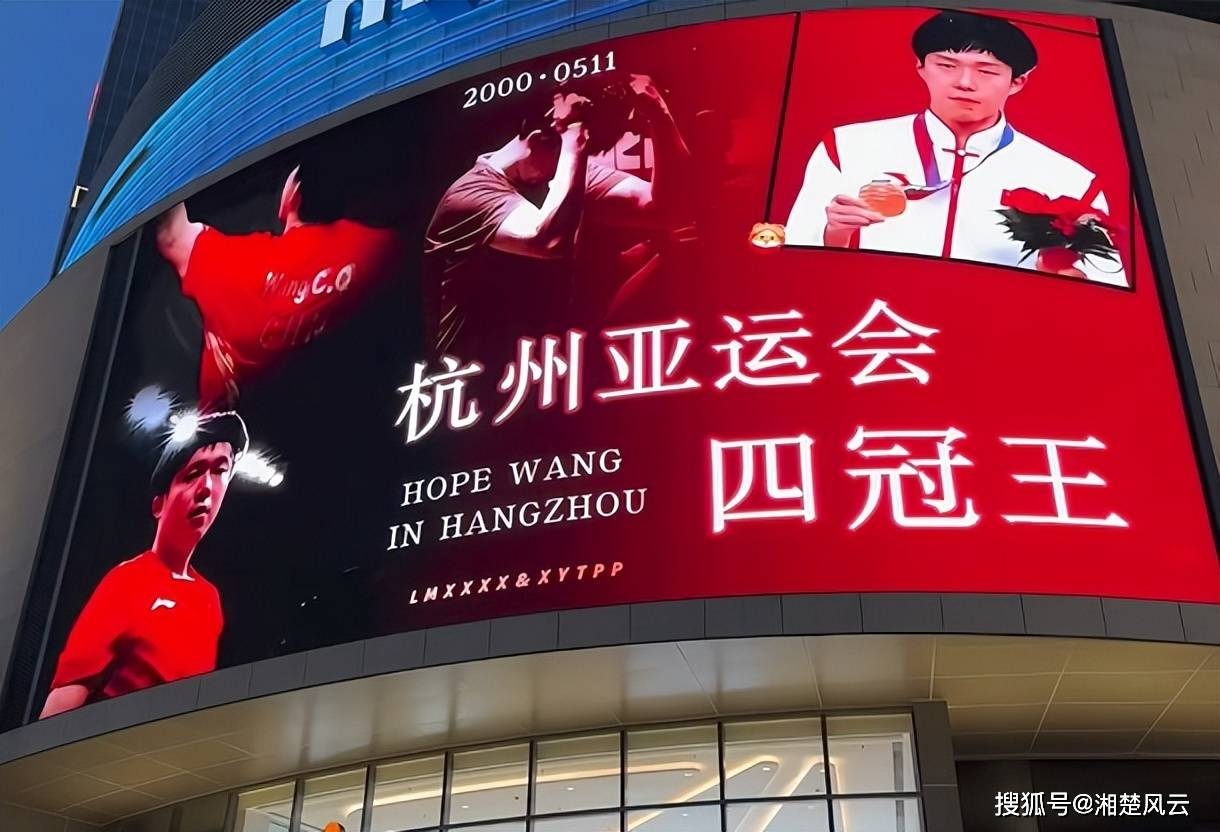 2000·0511
Wang C.Q
杭州亚运会
四冠王
HOPE WANG
IN HANGZHOU
LMXXXX&XYTPP
搜狐号@湘楚风云